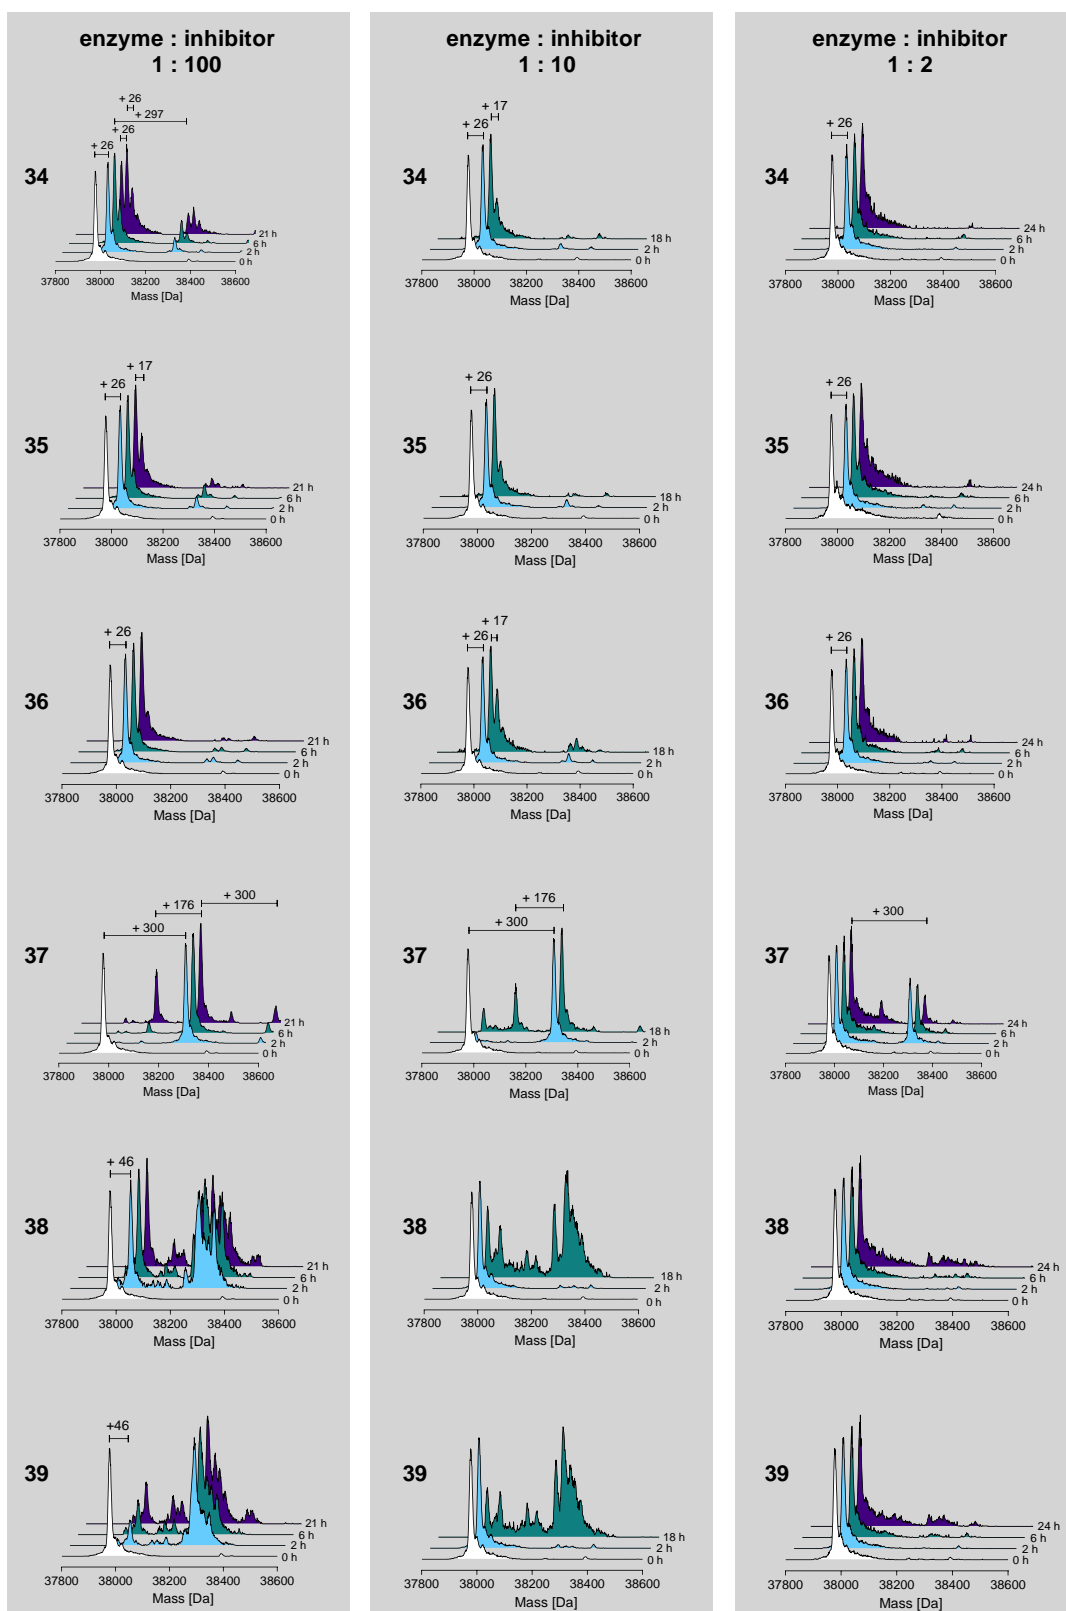 enzyme : inhibitor
1 : 100
enzyme : inhibitor
1 : 10
enzyme : inhibitor
1 : 2
34
+ 26
+ 297
+ 26
+ 26
21 h
6 h
2 h
0 h
37800 38000 38200 38400 38600
Mass [Da]
34
+ 17
+ 26
18 h
2 h
0 h
37800 38000 38200 38400 38600
Mass [Da]
34
+ 26
24 h
6 h
2 h
0 h
37800 38000 38200 38400 38600
Mass [Da]
35
+ 17
+ 26
21 h
6 h
2 h
0 h
37800 38000 38200 38400 38600
Mass [Da]
35
+ 26
18 h
2 h
0 h
37800 38000 38200 38400 38600
Mass [Da]
35
+ 26
24 h
6 h
2 h
0 h
37800 38000 38200 38400 38600
Mass [Da]
36
+ 26
21 h
6 h
2 h
0 h
37800 38000 38200 38400 38600
Mass [Da]
36
+ 17
+ 26
18 h
2 h
0 h
37800 38000 38200 38400 38600
Mass [Da]
36
+ 26
24 h
6 h
2 h
0 h
37800 38000 38200 38400 38600
Mass [Da]
37
+ 300
+ 176
+ 300
21 h
6 h
2 h
0 h
37800 38000 38200 38400 38600
Mass [Da]
37
+ 176
+ 300
18 h
2 h
0 h
37800 38000 38200 38400 38600
Mass [Da]
37
+ 300
24 h
6 h
2 h
0 h
37800 38000 38200 38400 38600
Mass [Da]
38
+ 46
21 h
6 h
2 h
0 h
37800 38000 38200 38400 38600
Mass [Da]
38
18 h
2 h
0 h
37800 38000 38200 38400 38600
Mass [Da]
38
24 h
6 h
2 h
0 h
37800 38000 38200 38400 38600
Mass [Da]
39
+46
21 h
6 h
2 h
0 h
37800 38000 38200 38400 38600
Mass [Da]
39
18 h
2 h
0 h
37800 38000 38200 38400 38600
Mass [Da]
39
24 h
6 h
2 h
0 h
37800 38000 38200 38400 38600
Mass [Da]